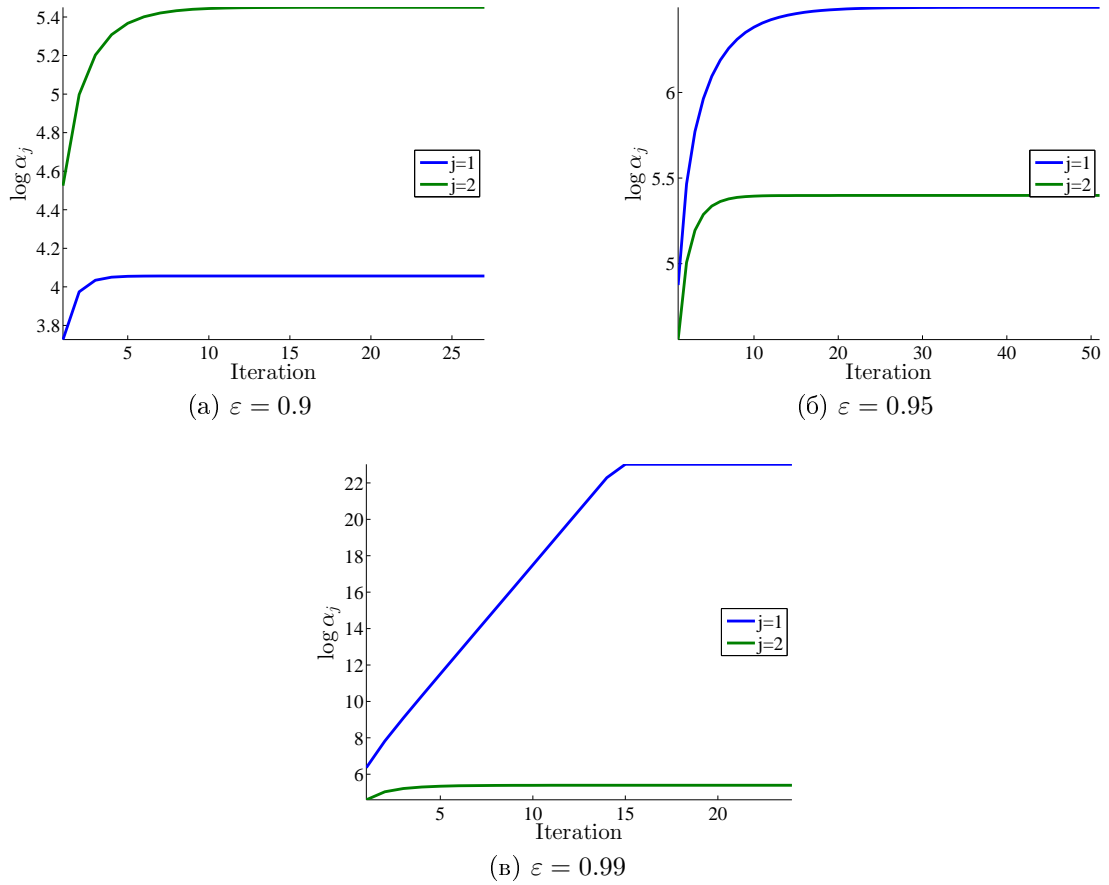 5.4
5.2
5
4.8
4.6
4.4
4.2
4
3.8
log α_j
j=1
j=2
5 10 15 20 25
Iteration
(а) ε = 0.9
6
5.5
5
log α_j
j=1
j=2
10 20 30 40 50
Iteration
(б) ε = 0.95
22
20
18
16
14
12
10
8
6
log α_j
j=1
j=2
5 10 15 20
Iteration
(в) ε = 0.99